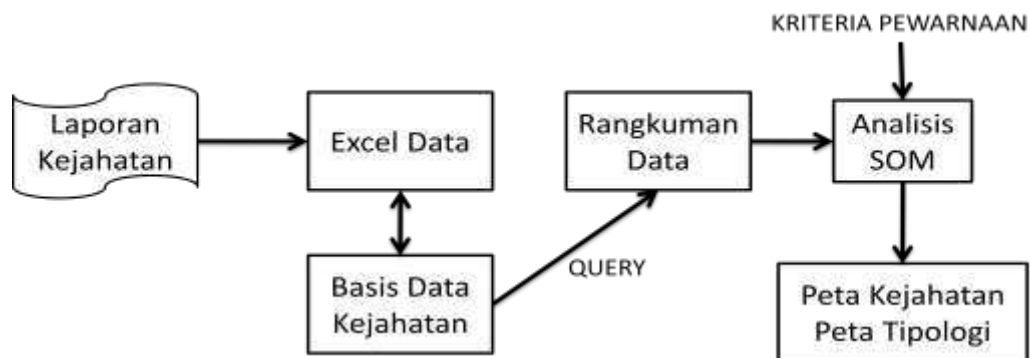 KRITERIA PEWARNAAN
Laporan
Kejahatan
Excel Data
Rangkuman
Data
Analisis
SOM
QUERY
Basis Data
Kejahatan
Peta Kejahatan
Peta Tipologi